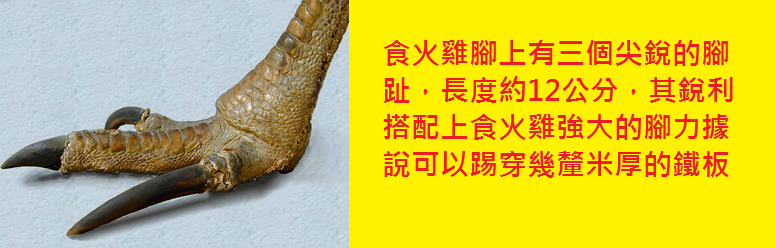 食火雞腳上有三個尖銳的腳
趾，長度約12公分，其銳利
搭配上食火雞強大的腳力據
說可以踢穿幾釐米厚的鐵板